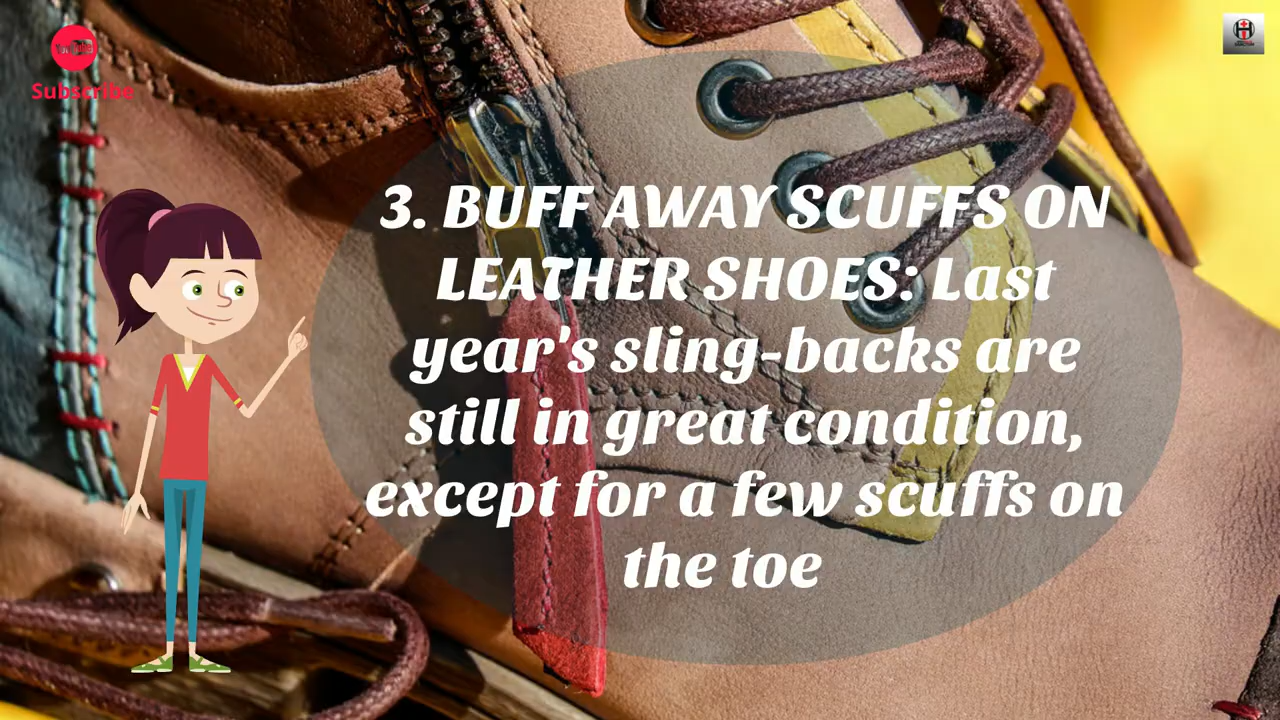 YouTube
Subscribe
3. BUFF AWAY SCUFFS ON
LEATHER SHOES: Last
year's sling-backs are
still in great condition,
except for a few scuffs on
the toe